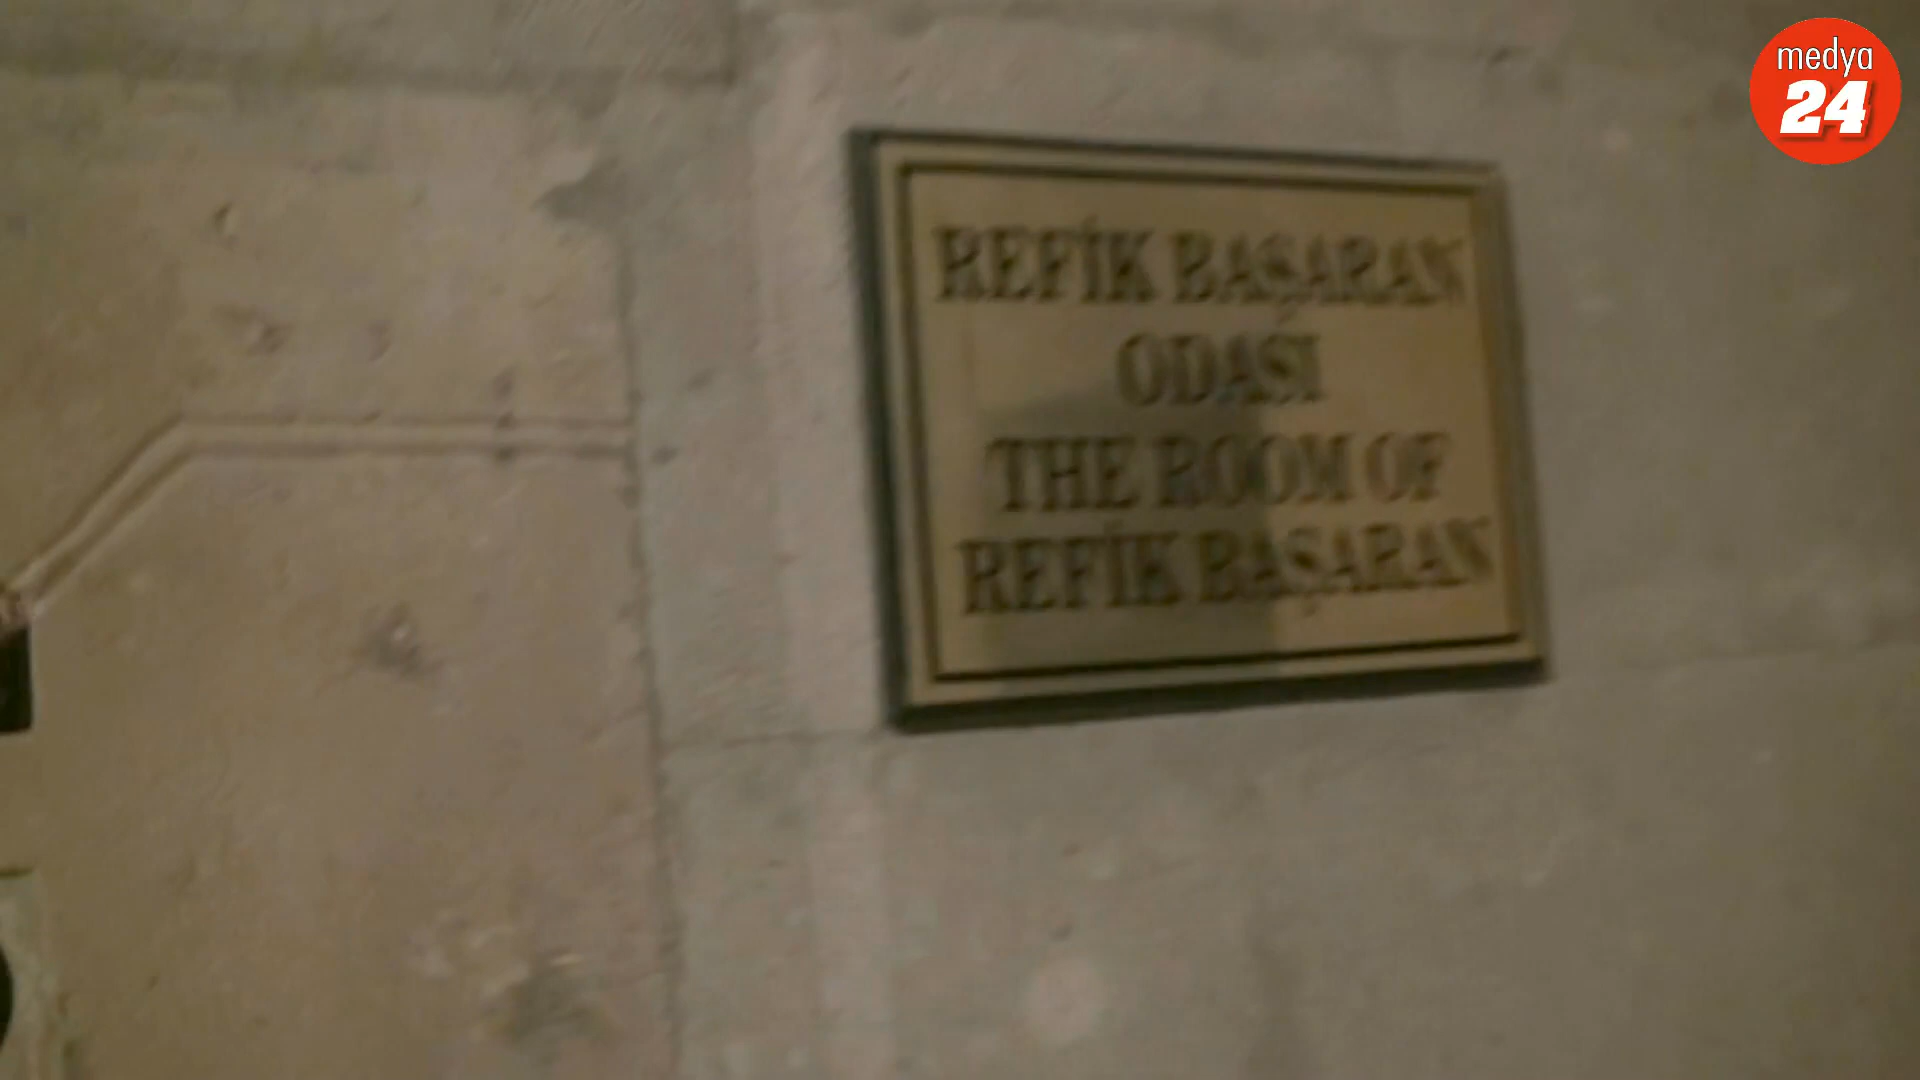 medya
24
REFİK BAŞARAN
ODASI
THE ROOM OF
REFİK BAŞARAN